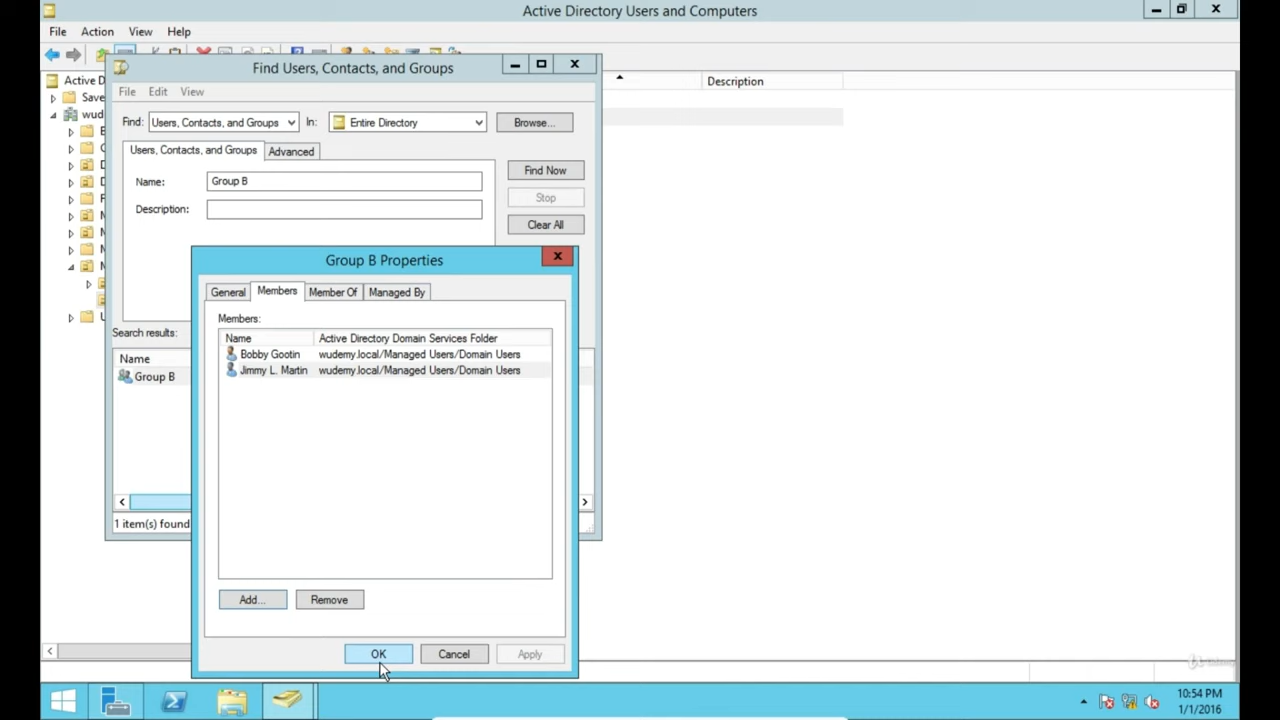 Active Directory Users and Computers
File Action View Help
Active D
Description
Save
wud
Find Users, Contacts, and Groups
File Edit View
Find: Users, Contacts, and Groups In: Entire Directory Browse...
Users, Contacts, and Groups Advanced
Name: Group B
Description:
Find Now
Stop
Clear All
Search results:
Name
Group B
1 item(s) found
Group B Properties
General Members Member Of Managed By
Members:
Name Active Directory Domain Services Folder
Bobby Gootin wudemy.local/Managed Users/Domain Users
Jimmy L. Martin wudemy.local/Managed Users/Domain Users
Add... Remove
OK Cancel Apply
10:54 PM
1/1/2016